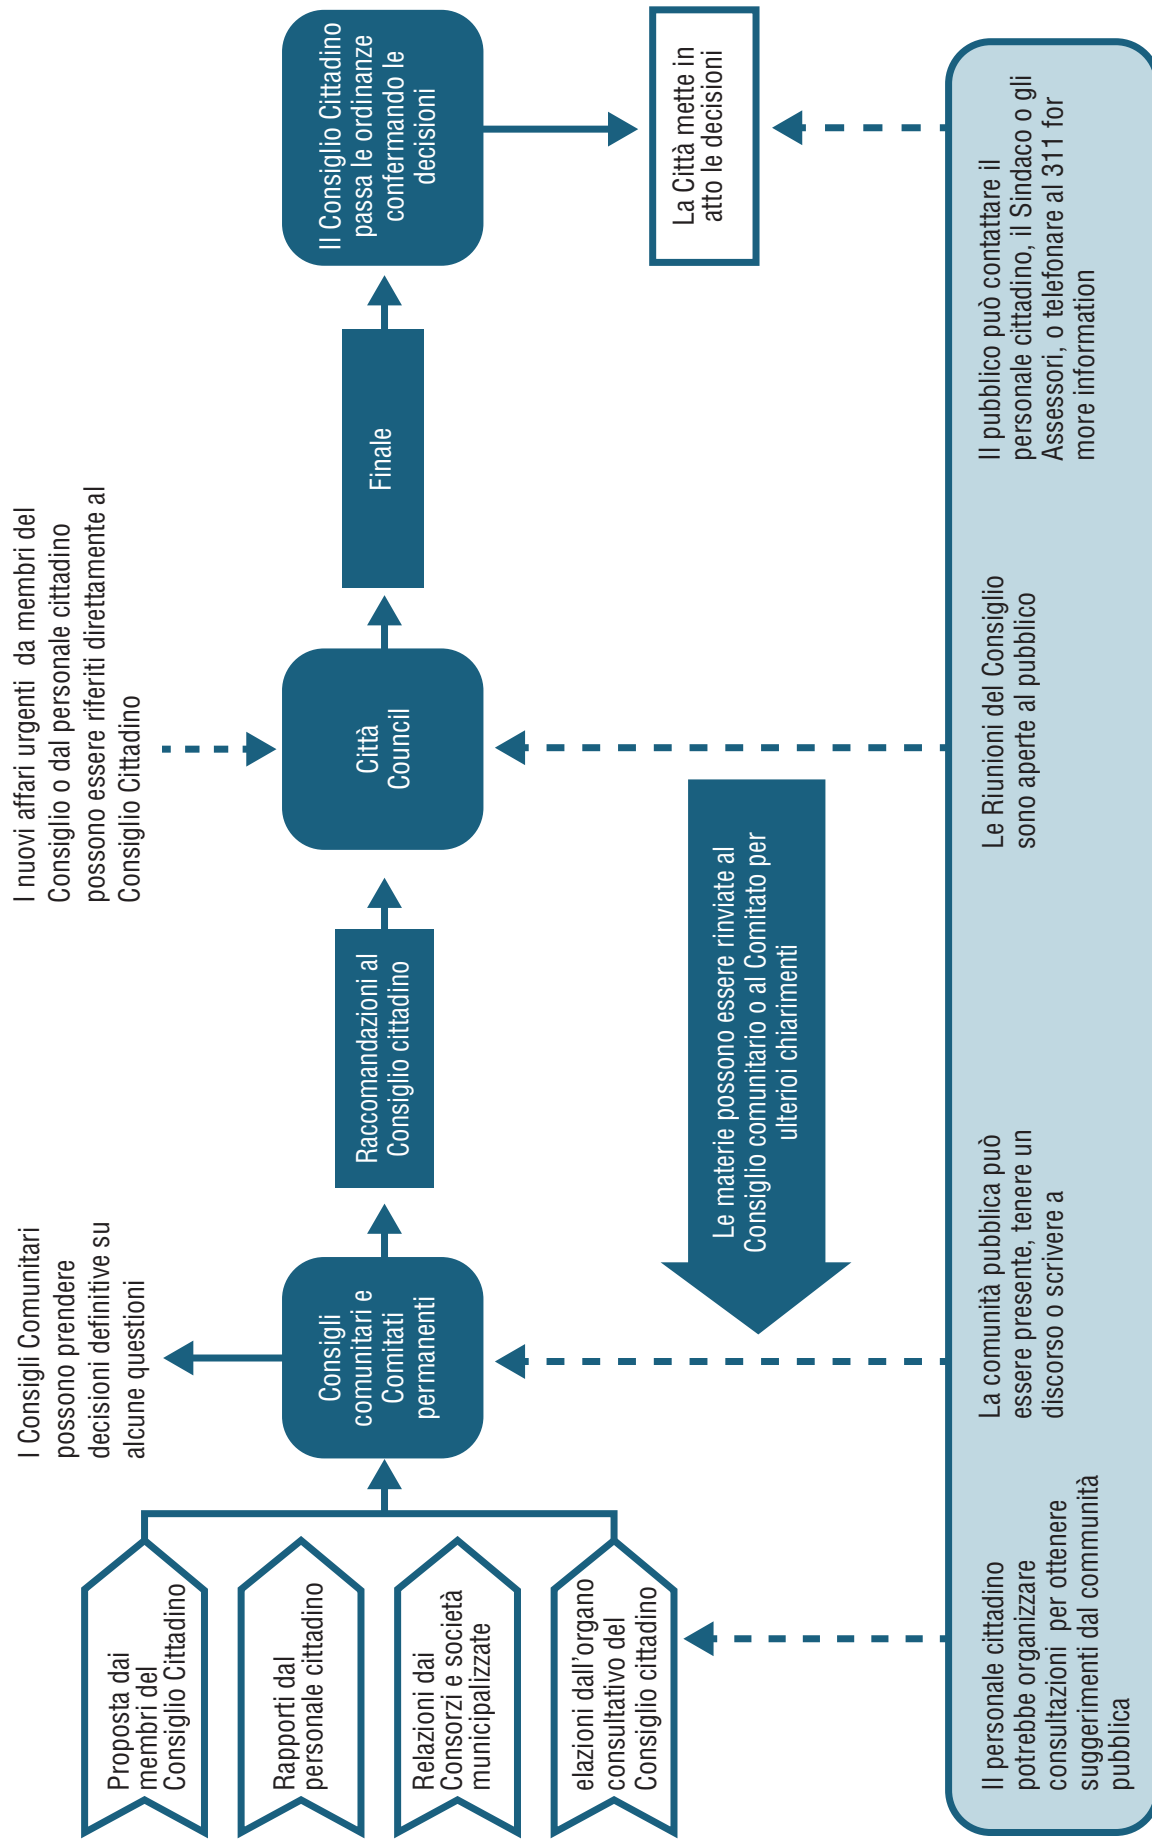 Proposta dai
membri del
Consiglio Cittadino
Rapporti dal
personale cittadino
Relazioni dai
Consorzi e società
municipalizzate
elazioni dall'organo
consultativo del
Consiglio cittadino
I Consigli Comunitari
possono prendere
decisioni definitive su
alcune questioni
Consigli
comunitari e
Comitati
permanenti
Raccomandazioni al
Consiglio cittadino
I nuovi affari urgenti da membri del
Consiglio o dal personale cittadino
possono essere riferiti direttamente al
Consiglio Cittadino
Città
Council
Finale
Il Consiglio Cittadino
passa le ordinanze
confermando le
decisioni
La Città mette in
atto le decisioni
Le materie possono essere rinviate al
Consiglio comunitario o al Comitato per
ulterioi chiarimenti
Il personale cittadino
potrebbe organizzare
consultazioni per ottenere
suggerimenti dal comunità
pubblica
La comunità pubblica può
essere presente, tenere un
discorso o scrivere a
Le Riunioni del Consiglio
sono aperte al pubblico
Il pubblico può contattare il
personale cittadino, il Sindaco o gli
Assessori, o telefonare al 311 for
more information